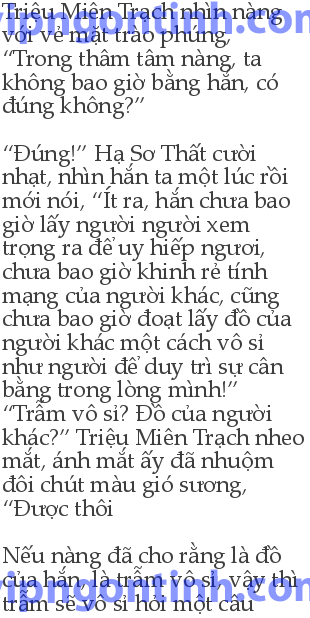 Triệu Miên Trạch nhìn nàng
với vẻ mặt trào phúng,
“Trong thâm tâm nàng, ta
không bao giờ bằng hắn, có
đúng không?”
“Đúng!” Hạ Sơ Thất cười
nhạt, nhìn hắn ta một lúc rồi
mới nói, “Ít ra, hắn chưa bao
giờ lấy người người xem
trọng ra để uy hiếp ngươi,
chưa bao giờ khinh rẻ tính
mạng của người khác, cũng
chưa bao giờ đoạt lấy đồ của
người khác một cách vô sỉ
như người để duy trì sự cân
bằng trong lòng mình!”
“Trẫm vô sỉ? Đồ của người
khác?” Triệu Miên Trạch nheo
mắt, ánh mắt ấy đã nhuộm
đôi chút màu gió sương,
“Được thôi
Nếu nàng đã cho rằng là đồ
của hắn, là trẫm vô sỉ, vậy thì
trẫm sẽ vô sỉ hỏi một câu
vipngontinh.com
vipngontinh.com